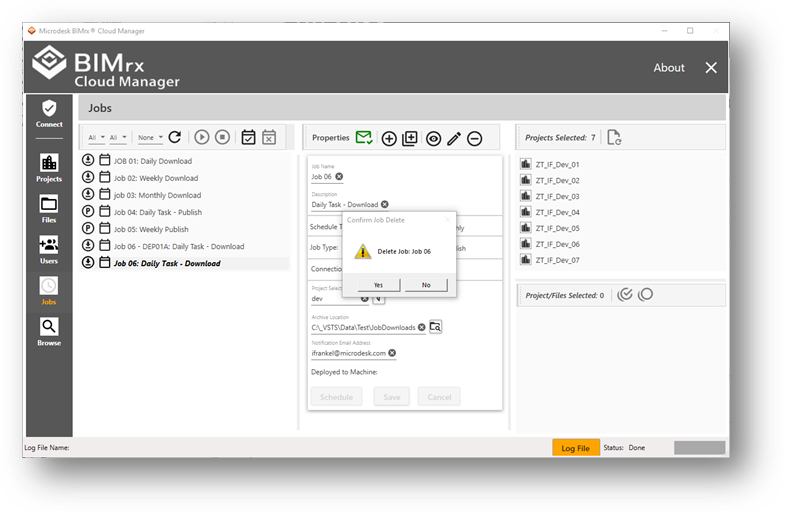 Microdesk BIMrx ® Cloud Manager
BIMrx
Cloud Manager
About
Connect
Projects
Files
Users
Jobs
Browse
Jobs
All All None
JOB 01: Daily Download
Job 02: Weekly Download
job 03: Monthly Download
Job 04: Daily Task - Publish
Job 05: Weekly Publish
Job 06 - DEP01A: Daily Task - Download
Job 06: Daily Task - Download
Properties
Job Name
Job 06
Description
Daily Task - Download
Schedule T
Job Type:
blish
Connection
Project Selec
dev
Archive Location
C:\_VSTS\Data\Test\JobDownloads
Notification Email Address
ifrankel@microdesk.com
Deployed to Machine:
Schedule Save Cancel
Confirm Job Delete
Delete Job: Job 06
Yes No
Projects Selected: 7
ZT_IF_Dev_01
ZT_IF_Dev_02
ZT_IF_Dev_03
ZT_IF_Dev_04
ZT_IF_Dev_05
ZT_IF_Dev_06
ZT_IF_Dev_07
Project/Files Selected: 0
Log File Name:
Log File
Status: Done